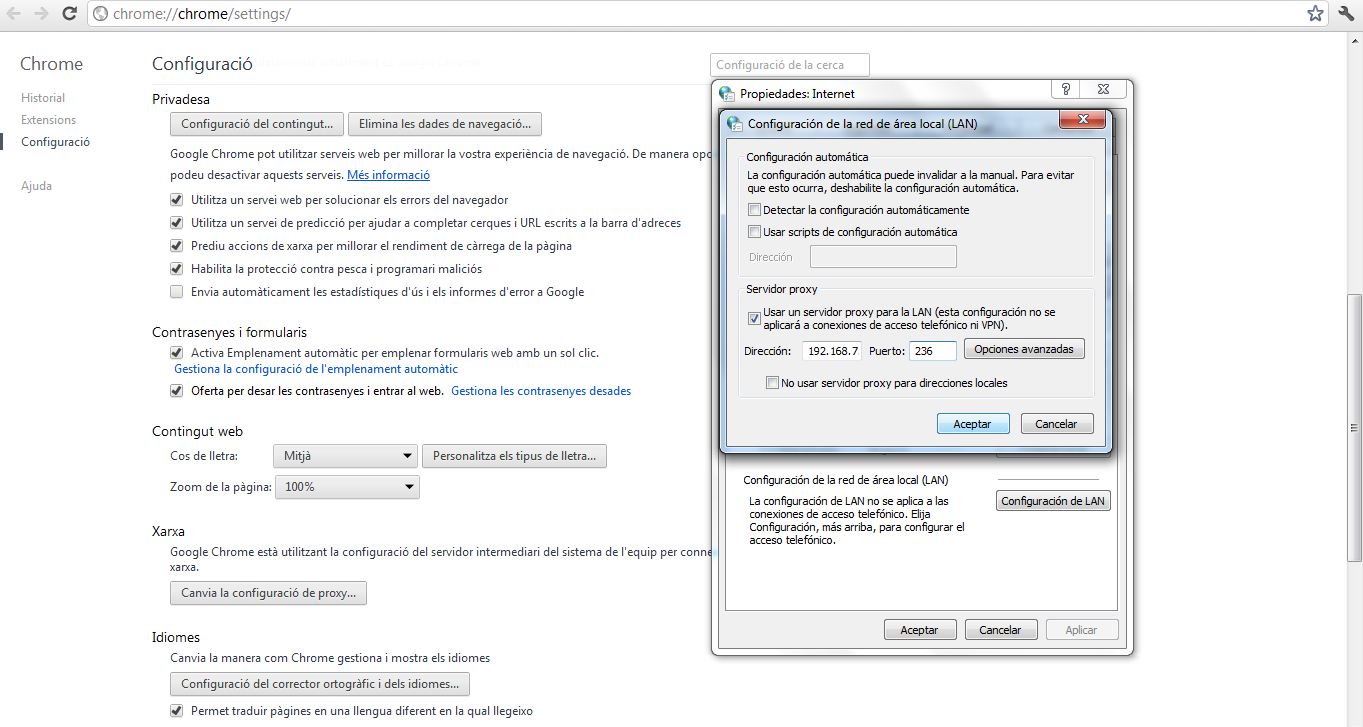 chrome://chrome/settings/
Chrome
Historial
Extensions
Configuració
Ajuda
Configuració
Configuració de la cerca
Privadesa
Configuració del contingut...
Elimina les dades de navegació...
Google Chrome pot utilitzar serveis web per millorar la vostra experiència de navegació. De manera opc
podeu desactivar aquests serveis. Més informació
Utilitza un servei web per solucionar els errors del navegador
Utilitza un servei de predicció per ajudar a completar cerques i URL escrits a la barra d'adreces
Prediu accions de xarxa per millorar el rendiment de càrrega de la pàgina
Habilita la protecció contra pesca i programari maliciós
Envia automàticament les estadístiques d'ús i els informes d'error a Google
Contrasenyes i formularis
Activa Emplenament automàtic per emplenar formularis web amb un sol clic.
Gestiona la configuració de l'emplenament automàtic
Oferta per desar les contrasenyes i entrar al web. Gestiona les contrasenyes desades
Contingut web
Cos de lletra:
Mitjà
Personalitza els tipus de lletra...
Zoom de la pàgina:
100%
Xarxa
Google Chrome està utilitzant la configuració del servidor intermediari del sistema de l'equip per conne
xarxa.
Canvia la configuració de proxy...
Idiomes
Canvia la manera com Chrome gestiona i mostra els idiomes
Configuració del corrector ortogràfic i dels idiomes...
Permet traduir pàgines en una llengua diferent en la qual llegeixo
Propiedades: Internet
?
Configuración de la red de área local (LAN)
Configuración automática
La configuración automática puede invalidar a la manual. Para evitar
que esto ocurra, deshabilite la configuración automática.
Detectar la configuración automáticamente
Usar scripts de configuración automática
Dirección
Servidor proxy
Usar un servidor proxy para la LAN (esta configuración no se
aplicará a conexiones de acceso telefónico ni VPN).
Dirección:
192.168.7
Puerto:
236
Opciones avanzadas
No usar servidor proxy para direcciones locales
Aceptar
Cancelar
Configuración de la red de área local (LAN)
La configuración de LAN no se aplica a las
conexiones de acceso telefónico. Elija
Configuración, más arriba, para configurar el
acceso telefónico.
Configuración de LAN
Aceptar
Cancelar
Aplicar